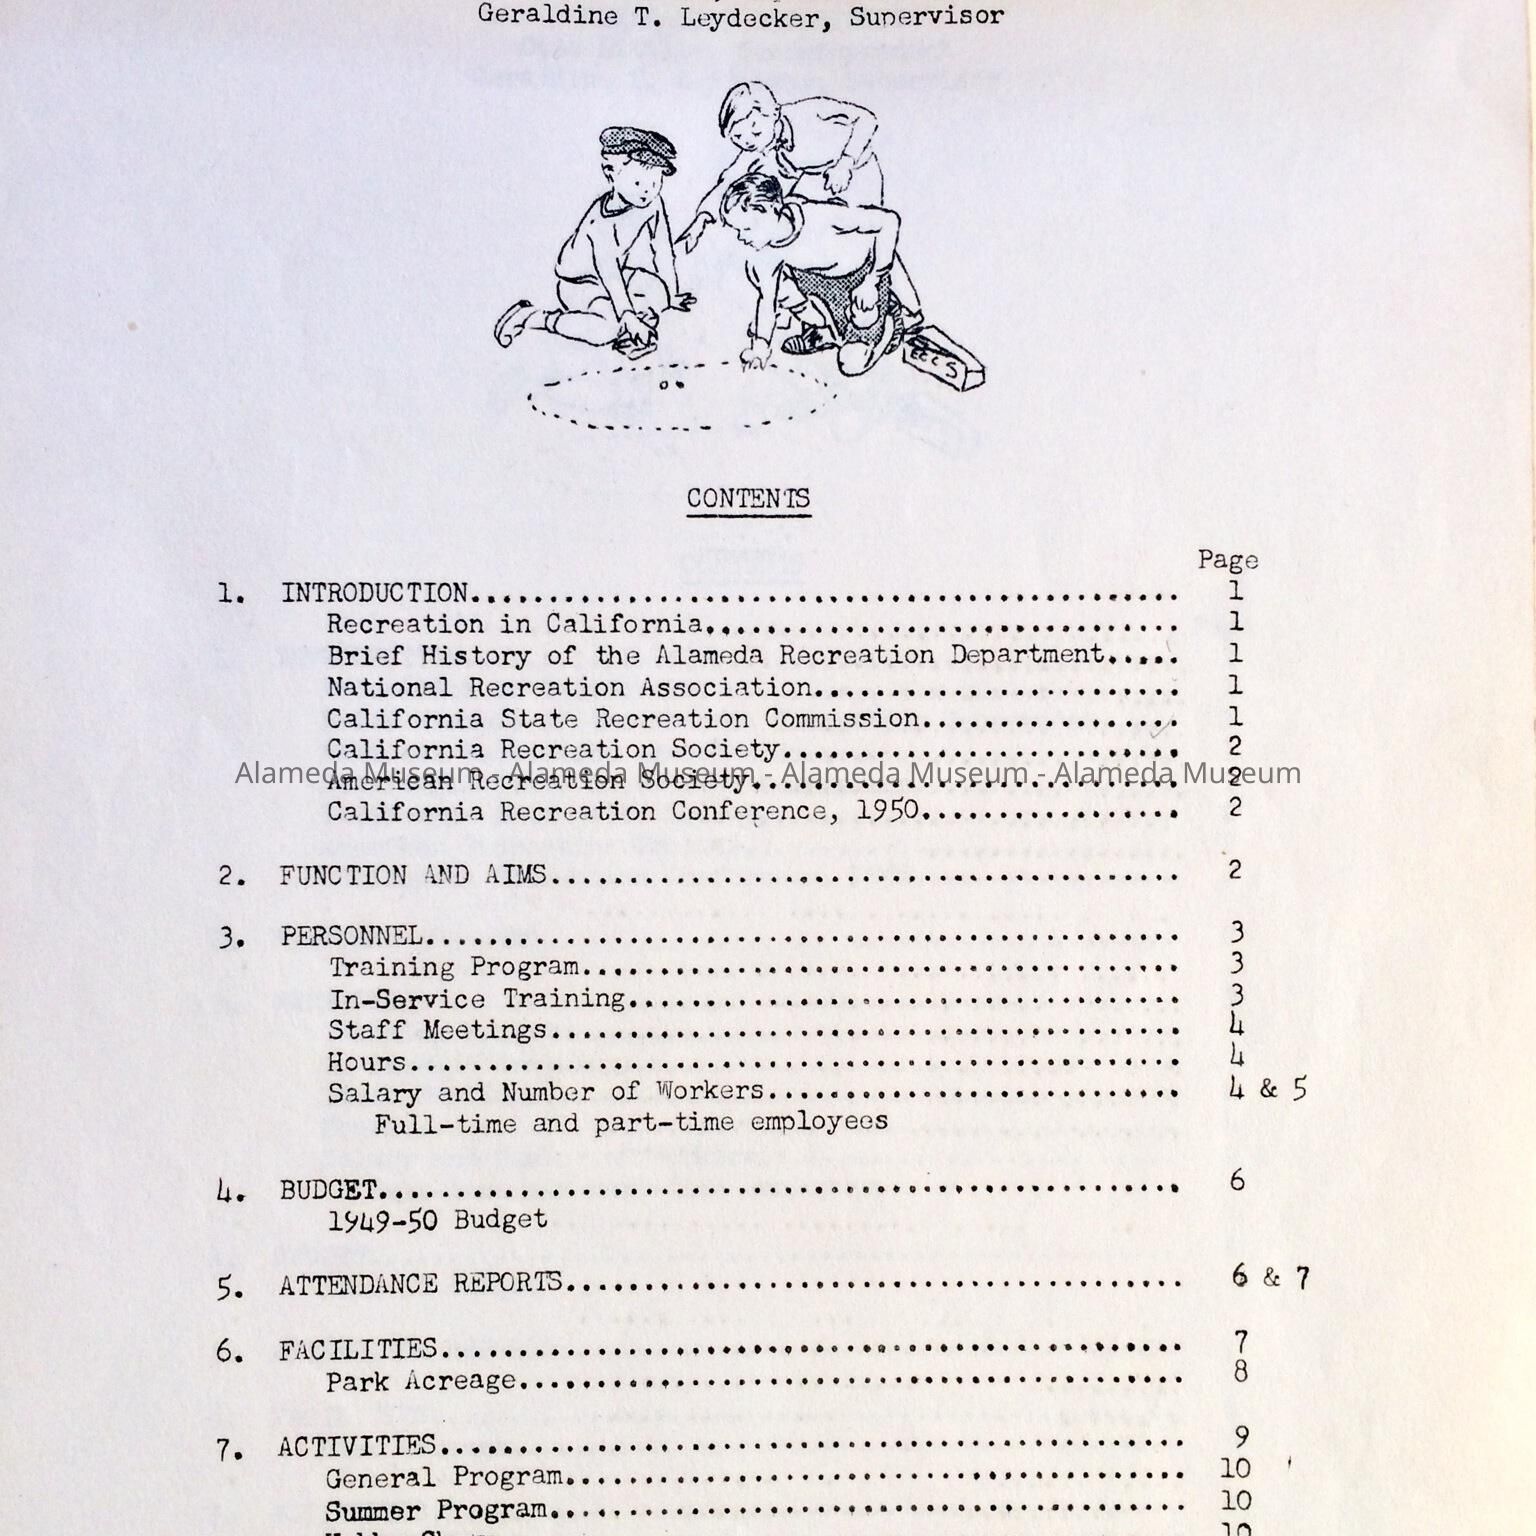 Geraldine T. Leydecker, Supervisor
CONTENTS
Page
1. INTRODUCTION.............................................. 1
Recreation in California............................... 1
Brief History of the Alameda Recreation Department..... 1
National Recreation Association........................ 1
California State Recreation Commission................. 1
California Recreation Society.......................... 2
American Recreation Society............................ 2
Alameda Museum - Alameda Museum - Alameda Museum - Alameda Museum
California Recreation Conference, 1950................. 2
2. FUNCTION AND AIMS........................................ 2
3. PERSONNEL................................................ 3
Training Program....................................... 3
In-Service Training.................................... 3
Staff Meetings......................................... 4
Hours.................................................. 4
Salary and Number of Workers........................... 4 & 5
Full-time and part-time employees
4. BUDGET................................................... 6
1949-50 Budget
5. ATTENDANCE REPORTS....................................... 6 & 7
6. FACILITIES............................................... 7
Park Acreage........................................... 8
7. ACTIVITIES............................................... 9
General Program........................................ 10
Summer Program......................................... 10